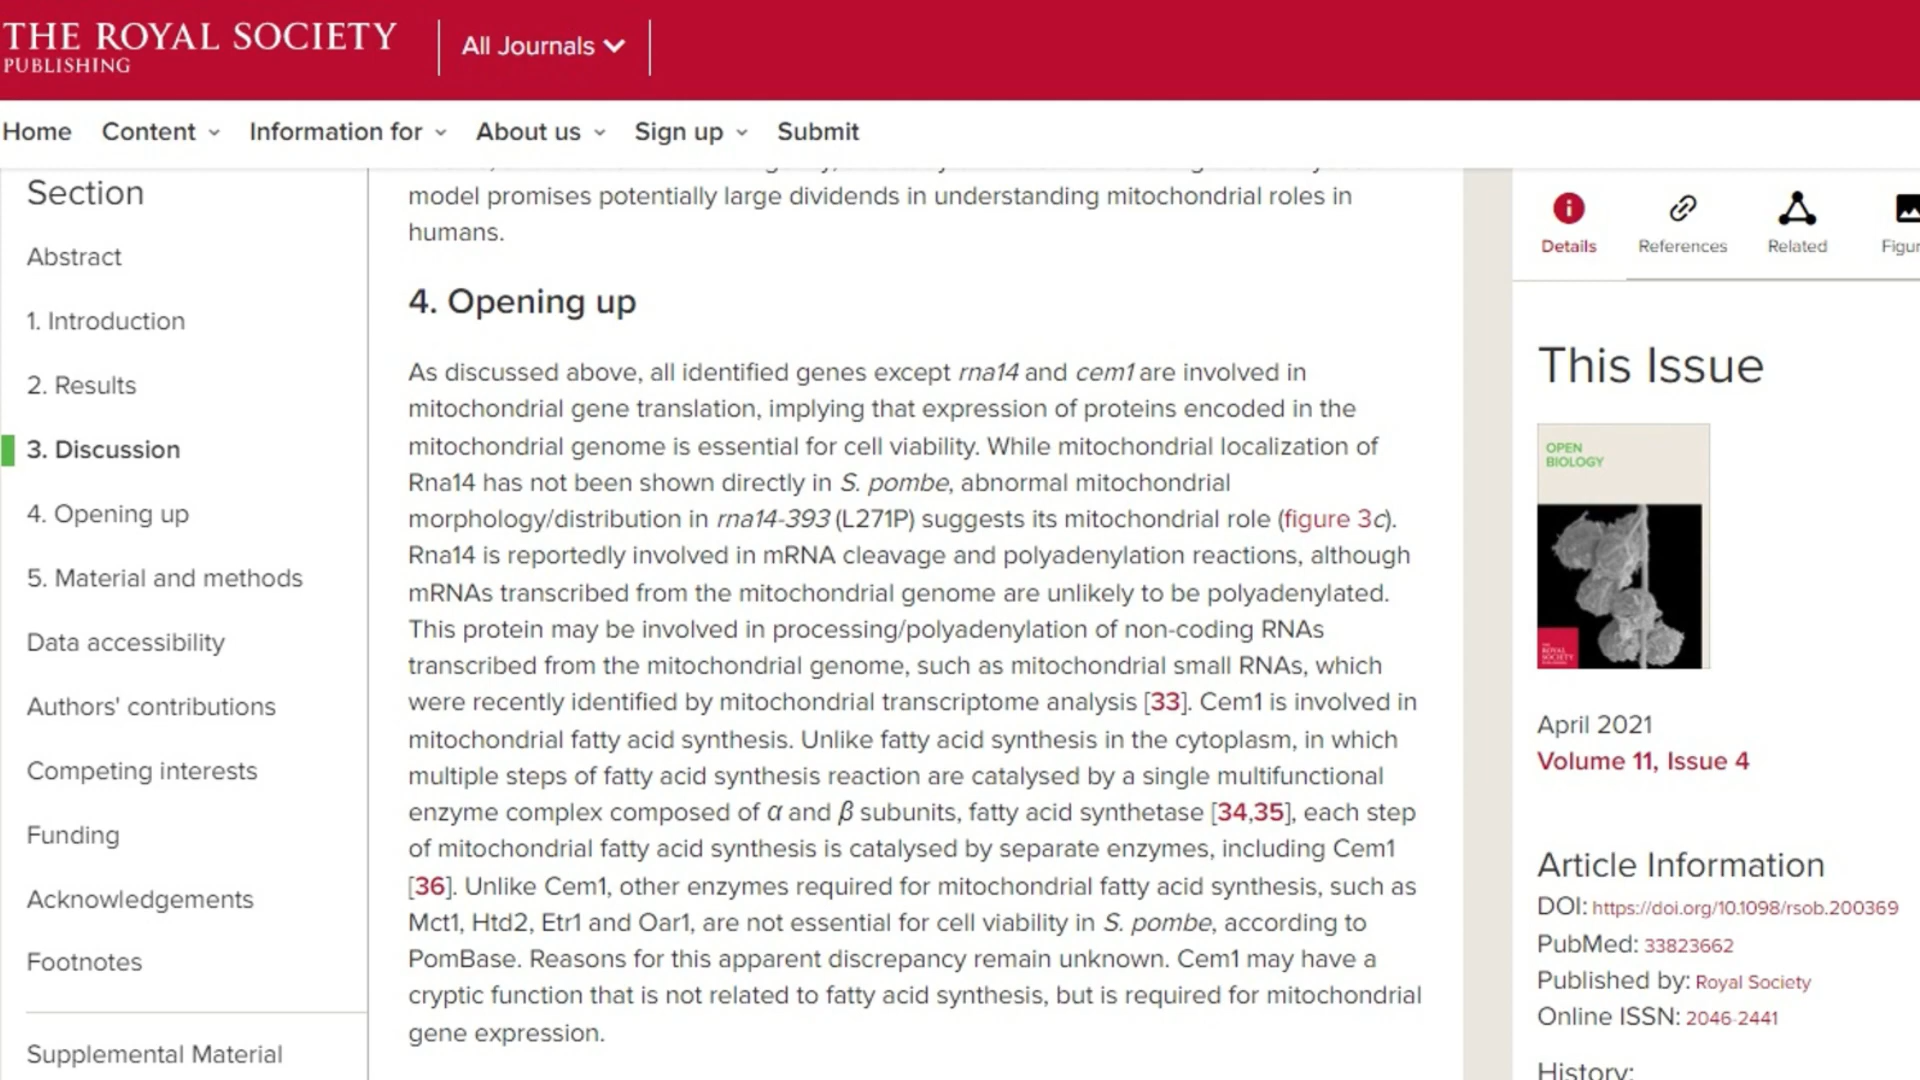 THE ROYAL SOCIETY
PUBLISHING
All Journals
Home Content Information for About us Sign up Submit
Section
Abstract
1. Introduction
2. Results
3. Discussion
4. Opening up
5. Material and methods
Data accessibility
Authors' contributions
Competing interests
Funding
Acknowledgements
Footnotes
Supplemental Material
model promises potentially large dividends in understanding mitochondrial roles in
humans.
4. Opening up
As discussed above, all identified genes except rna14 and cem1 are involved in
mitochondrial gene translation, implying that expression of proteins encoded in the
mitochondrial genome is essential for cell viability. While mitochondrial localization of
Rna14 has not been shown directly in S. pombe, abnormal mitochondrial
morphology/distribution in rna14-393 (L271P) suggests its mitochondrial role (figure 3c).
Rna14 is reportedly involved in mRNA cleavage and polyadenylation reactions, although
mRNAs transcribed from the mitochondrial genome are unlikely to be polyadenylated.
This protein may be involved in processing/polyadenylation of non-coding RNAs
transcribed from the mitochondrial genome, such as mitochondrial small RNAs, which
were recently identified by mitochondrial transcriptome analysis [33]. Cem1 is involved in
mitochondrial fatty acid synthesis. Unlike fatty acid synthesis in the cytoplasm, in which
multiple steps of fatty acid synthesis reaction are catalysed by a single multifunctional
enzyme complex composed of α and β subunits, fatty acid synthetase [34,35], each step
of mitochondrial fatty acid synthesis is catalysed by separate enzymes, including Cem1
[36]. Unlike Cem1, other enzymes required for mitochondrial fatty acid synthesis, such as
Mct1, Htd2, Etr1 and Oar1, are not essential for cell viability in S. pombe, according to
PomBase. Reasons for this apparent discrepancy remain unknown. Cem1 may have a
cryptic function that is not related to fatty acid synthesis, but is required for mitochondrial
gene expression.
Details References Related Figur
This Issue
OPEN
BIOLOGY
THE
ROYAL
SOCIETY
April 2021
Volume 11, Issue 4
Article Information
DOI: https://doi.org/10.1098/rsob.200369
PubMed: 33823662
Published by: Royal Society
Online ISSN: 2046-2441
History: